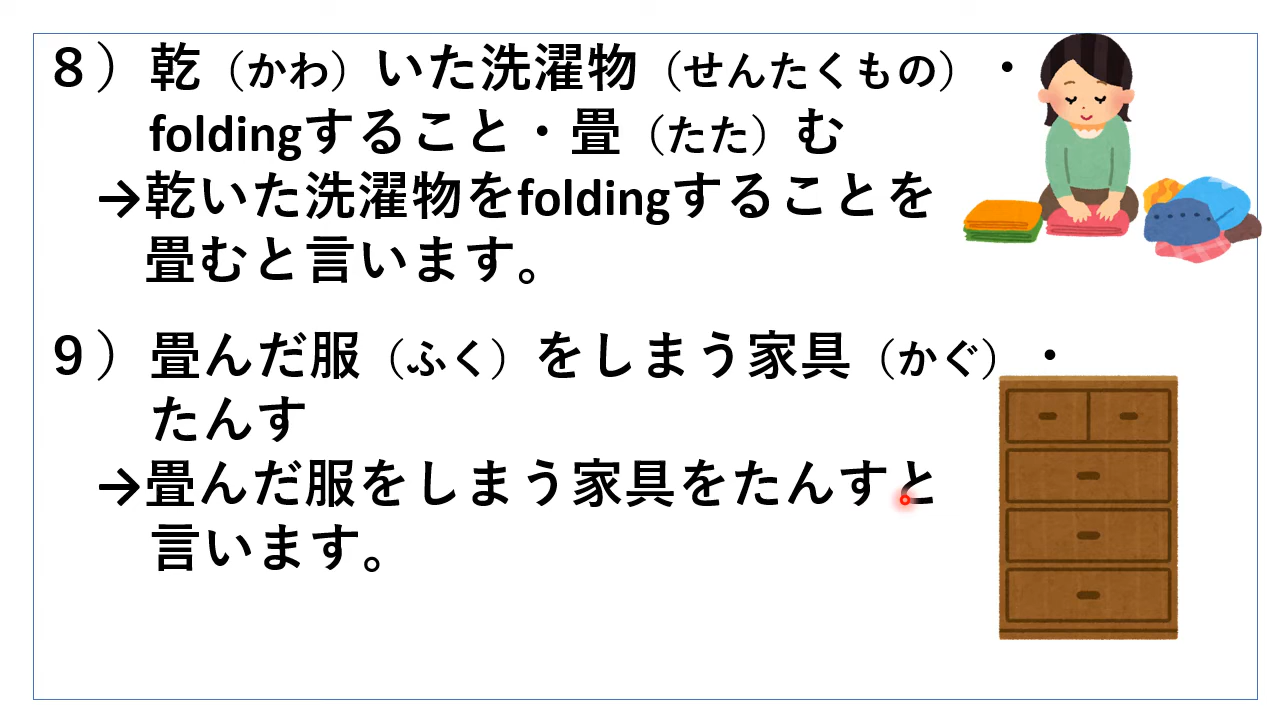 ８）乾（かわ）いた洗濯物（せんたくもの）・
foldingすること・畳（たた）む
→乾いた洗濯物をfoldingすることを
畳むと言います。
９）畳んだ服（ふく）をしまう家具（かぐ）・
たんす
→畳んだ服をしまう家具をたんすと
言います。